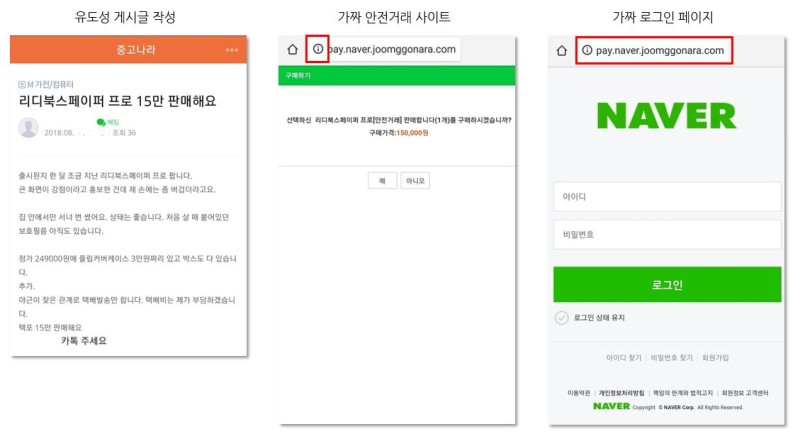 유도성 게시글 작성
중고나라
M 가전/컴퓨터
리디북스페이퍼 프로 15만 판매해요
채팅
2018.08. 조회 36
출시된지 한 달 조금 지난 리디북스페이퍼 프로 팝니다.
큰 화면이 강점이라고 홍보한 건데 제 손에는 좀 버겁더라고요.
집 안에서만 서너 번 썼어요. 상태는 좋습니다. 처음 살 때 붙어있던
보호필름 아직도 있습니다.
정가 249000원에 플립커버케이스 3만원짜리 있고 박스도 다 있습니
다.
추가.
야근이 잦은 관계로 택배발송만 합니다. 택배비는 제가 부담하겠습니
다.
택포 15만 판매해요
카톡 주세요
가짜 안전거래 사이트
pay.naver.joomggonara.com
구매하기
선택하신 리디북스페이퍼 프로[안전거래] 판매합니다(1개)를 구매하시겠습니까?
구매가격:150,000원
예 아니오
가짜 로그인 페이지
pay.naver.joomggonara.com
NAVER
아이디
비밀번호
로그인
로그인 상태 유지
아이디 찾기 | 비밀번호 찾기 | 회원가입
이용약관 | 개인정보처리방침 | 책임의 한계와 법적고지 | 회원정보 고객센터
NAVER Copyright © NAVER Corp. All Rights Reserved.